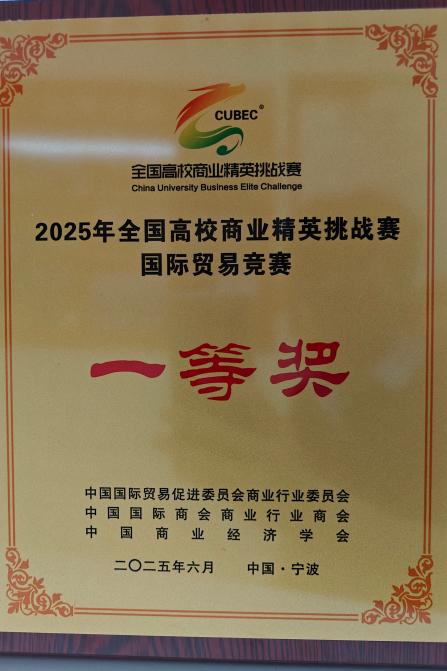 CUBEC®
全国高校商业精英挑战赛
China University Business Elite Challenge
2025年全国高校商业精英挑战赛
国际贸易竞赛
一等奖
中国国际贸易促进委员会商业行业委员会
中国国际商会商业行业商会
中国商业经济学会
二〇二五年六月 中国·宁波